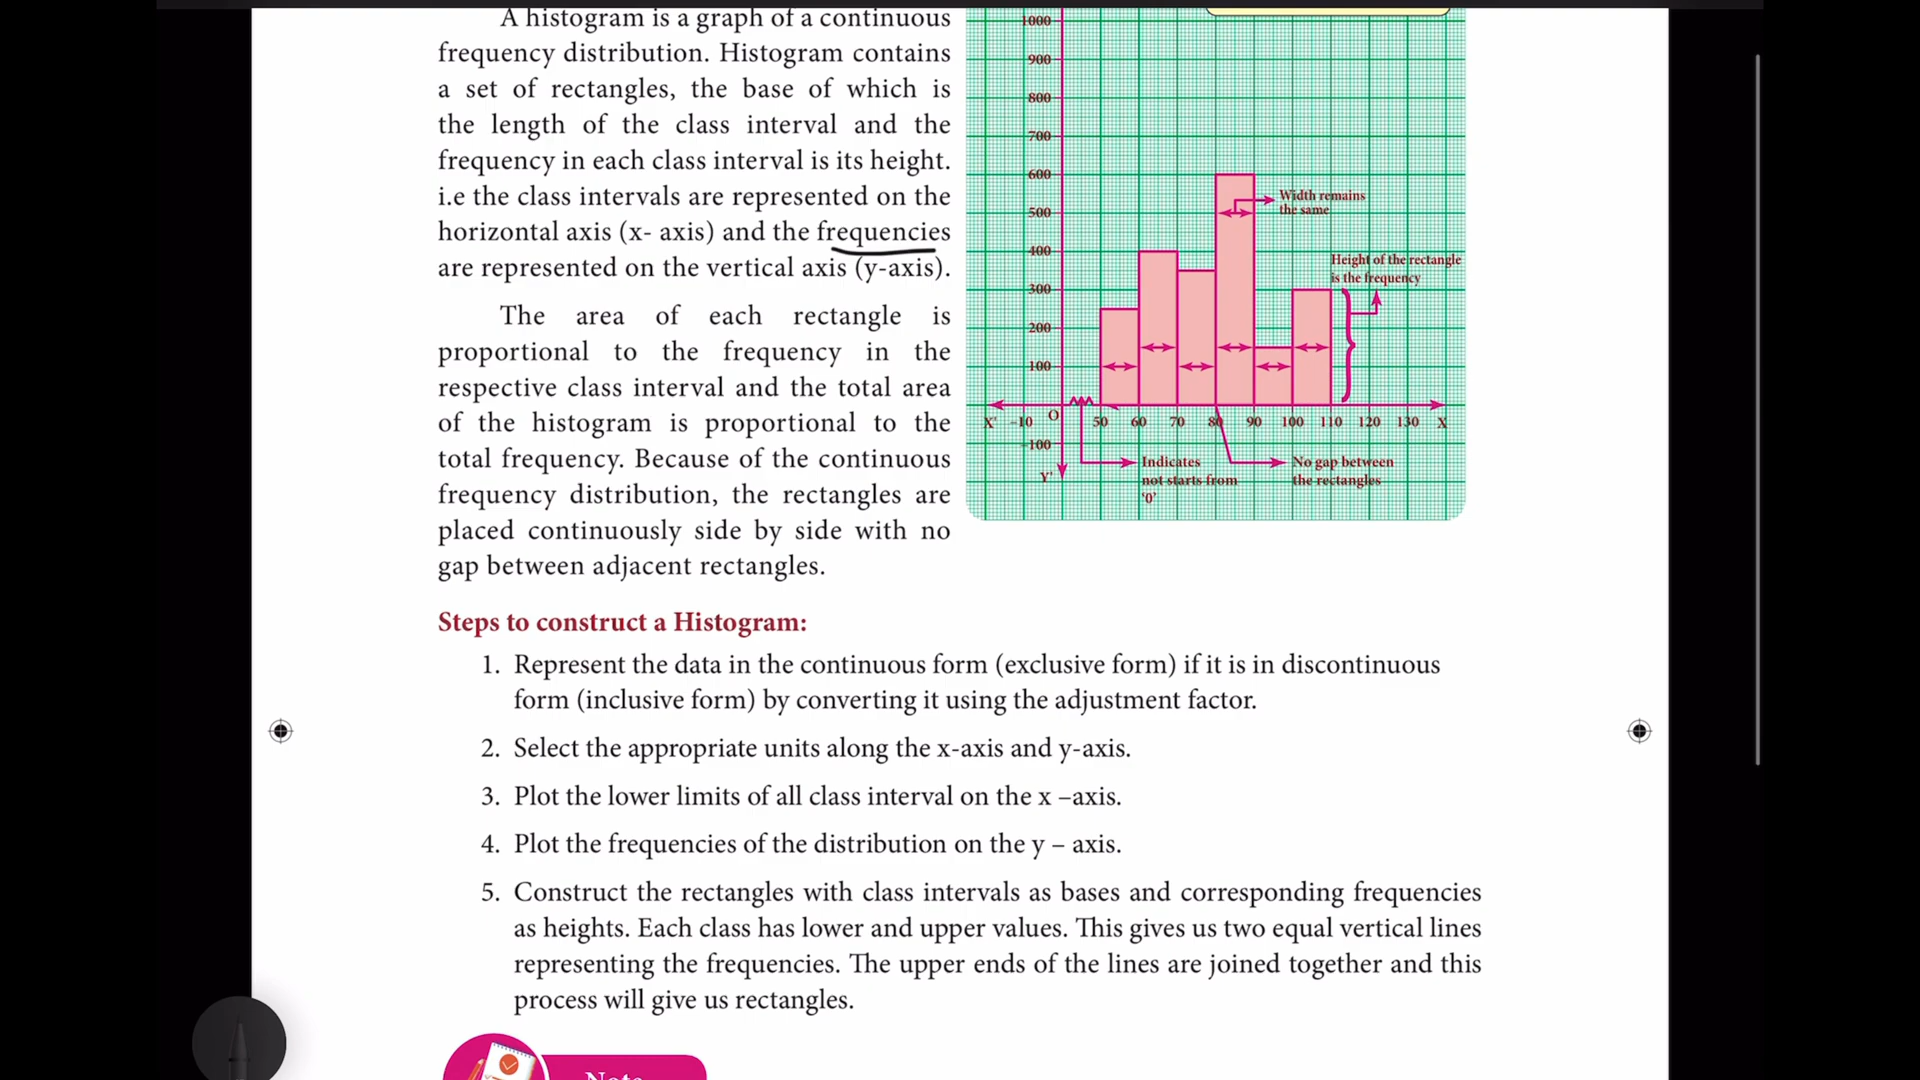 A histogram is a graph of a continuous
frequency distribution. Histogram contains
a set of rectangles, the base of which is
the length of the class interval and the
frequency in each class interval is its height.
i.e the class intervals are represented on the
horizontal axis (x- axis) and the frequencies
are represented on the vertical axis (y-axis).
The area of each rectangle is
proportional to the frequency in the
respective class interval and the total area
of the histogram is proportional to the
total frequency. Because of the continuous
frequency distribution, the rectangles are
placed continuously side by side with no
gap between adjacent rectangles.
1000
900
800
700
600
500
400
300
200
100
Width remains
the same
Height of the rectangle
is the frequency
O
X' -10 50 60 70 80 90 100 110 120 130 X
-100
Y'
Indicates
not starts from
'0'
No gap between
the rectangles
Steps to construct a Histogram:
1. Represent the data in the continuous form (exclusive form) if it is in discontinuous
form (inclusive form) by converting it using the adjustment factor.
2. Select the appropriate units along the x-axis and y-axis.
3. Plot the lower limits of all class interval on the x –axis.
4. Plot the frequencies of the distribution on the y – axis.
5. Construct the rectangles with class intervals as bases and corresponding frequencies
as heights. Each class has lower and upper values. This gives us two equal vertical lines
representing the frequencies. The upper ends of the lines are joined together and this
process will give us rectangles.
Note